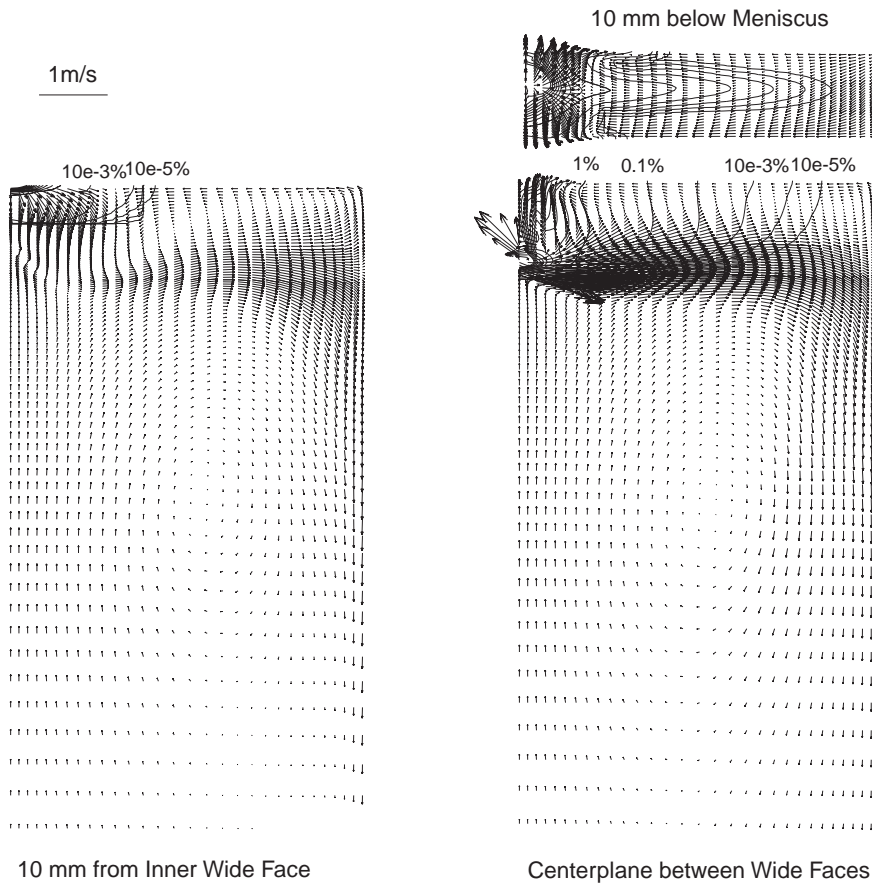 10 mm below Meniscus
1m/s
10e-3% 10e-5%
1% 0.1% 10e-3% 10e-5%
10 mm from Inner Wide Face
Centerplane between Wide Faces